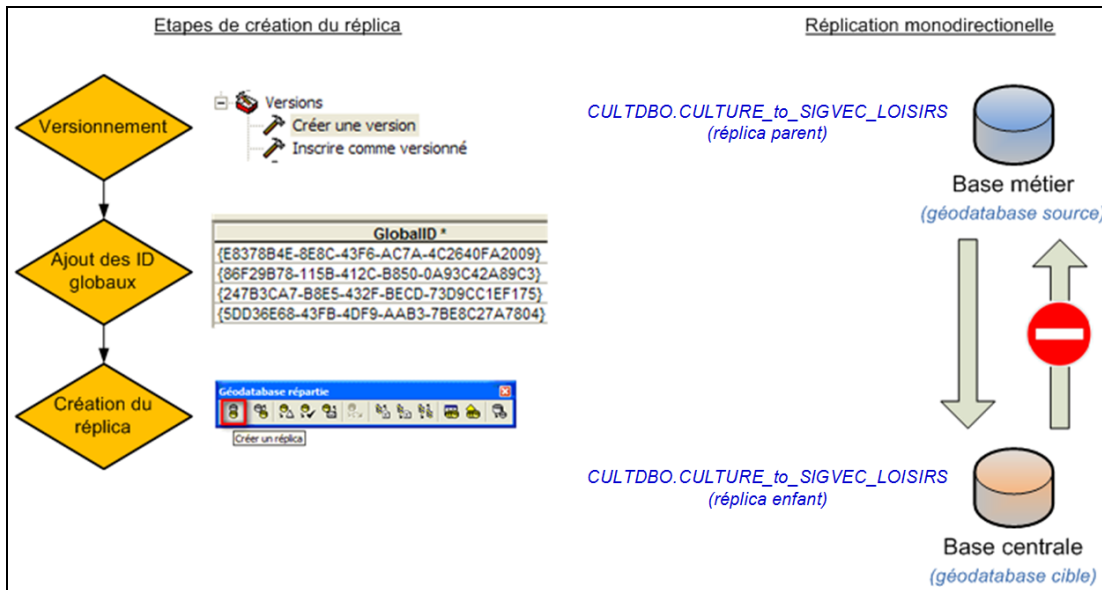 Etapes de création du réplica
Versionnement
Versions
Créer une version
Inscrire comme versionné
Ajout des ID
globaux
GlobalID *
{E8378B4E-8E8C-43F6-AC7A-4C2640FA2009}
{86F29B78-115B-412C-B850-0A93C42A89C3}
{247B3CA7-B8E5-432F-BECD-73D9CC1EF175}
{5DD36E68-43FB-4DF9-AAB3-7BE8C27A7804}
Création du
réplica
Géodatabase répartie
Créer un réplica
Réplication monodirectionelle
CULTDBO.CULTURE_to_SIGVEC_LOISIRS
(réplica parent)
Base métier
(géodatabase source)
CULTDBO.CULTURE_to_SIGVEC_LOISIRS
(réplica enfant)
Base centrale
(géodatabase cible)